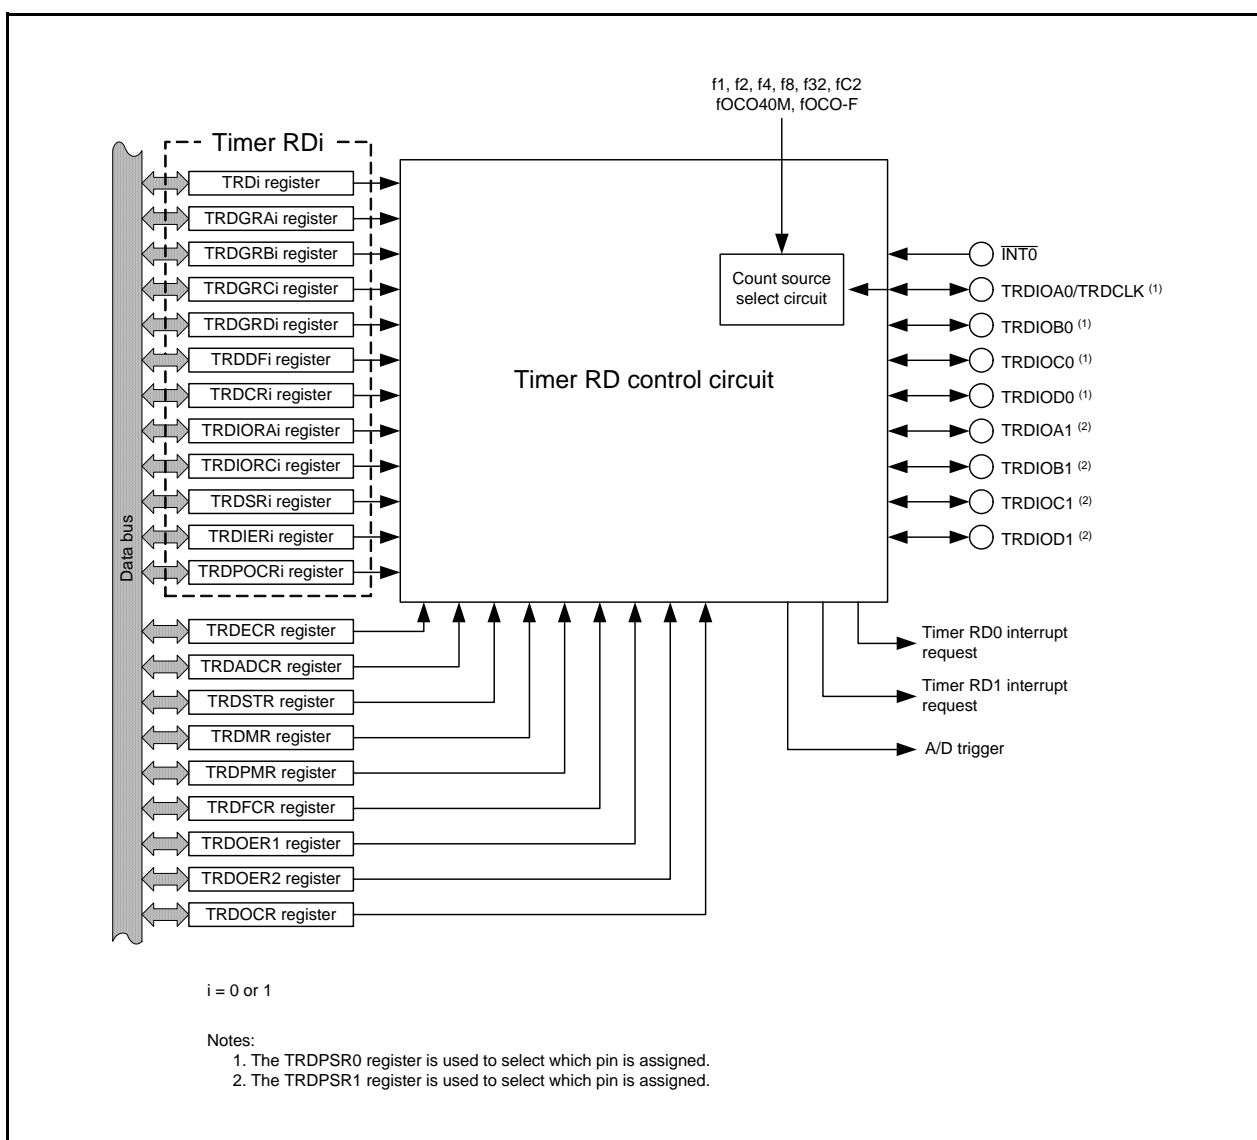 f1, f2, f4, f8, f32, fC2
fOCO40M, fOCO-F
Timer RDi
TRDi register
TRDGRAi register
TRDGRBi register
TRDGRCi register
TRDGRDi register
TRDDFi register
TRDCRi register
TRDIORAi register
TRDIORCi register
TRDSRi register
TRDIERi register
TRDPOCRi register
Data bus
Count source
select circuit
Timer RD control circuit
INT0
TRDIOA0/TRDCLK (1)
TRDIOB0 (1)
TRDIOC0 (1)
TRDIOD0 (1)
TRDIOA1 (2)
TRDIOB1 (2)
TRDIOC1 (2)
TRDIOD1 (2)
TRDECR register
TRDADCR register
TRDSTR register
TRDMR register
TRDPMR register
TRDFCR register
TRDOER1 register
TRDOER2 register
TRDOCR register
Timer RD0 interrupt
request
Timer RD1 interrupt
request
A/D trigger
i = 0 or 1
Notes:
1. The TRDPSR0 register is used to select which pin is assigned.
2. The TRDPSR1 register is used to select which pin is assigned.